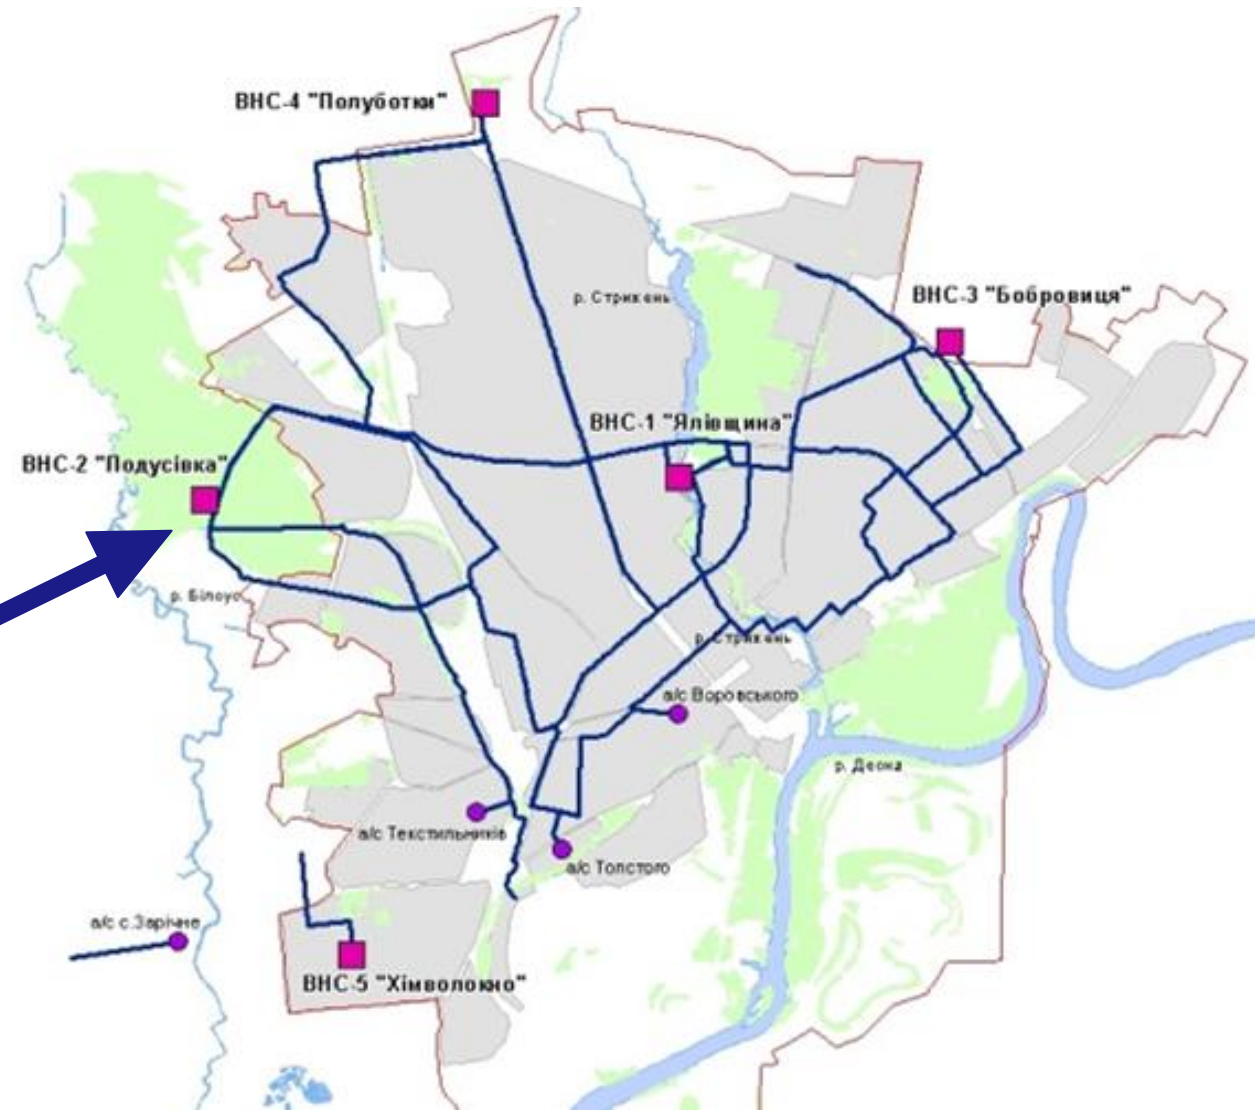 ВНС-4 "Полуботки"
р. Стрижень
ВНС-3 "Бобровиця"
ВНС-1 "Ялівщина"
ВНС-2 "Подусівка"
р. Білоус
р. Стрижень
а/с Воровського
р. Десна
а/с Текстильників
а/с Толстого
а/с с.Зарічне
ВНС-5 "Хімволокно"